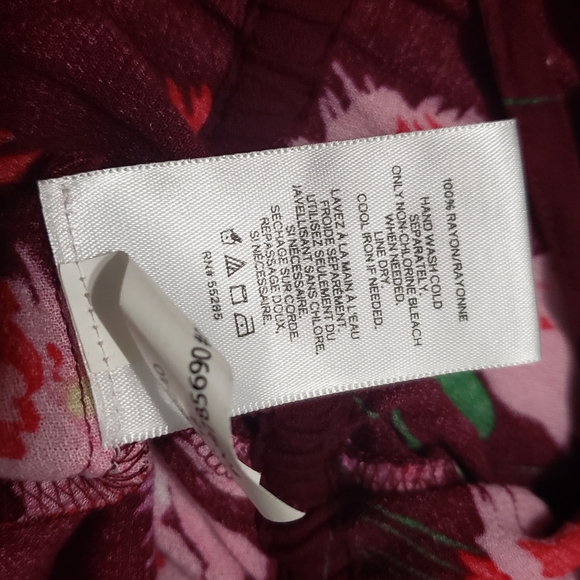 100% RAYON/RAYONNE
HAND WASH COLD
SEPARATELY.
ONLY NON-CHLORINE BLEACH
WHEN NEEDED.
LINE DRY.
COOL IRON IF NEEDED.
LAVEZ À LA MAIN À L'EAU
FROIDE SÉPARÉMENT.
UTILISEZ SEULEMENT DU
JAVELLISANT SANS CHLORE,
SI NÉCESSAIRE.
SÉCHAGE SUR CORDE.
REPASSAGE DOUX,
SI NÉCESSAIRE.
RN# 55285